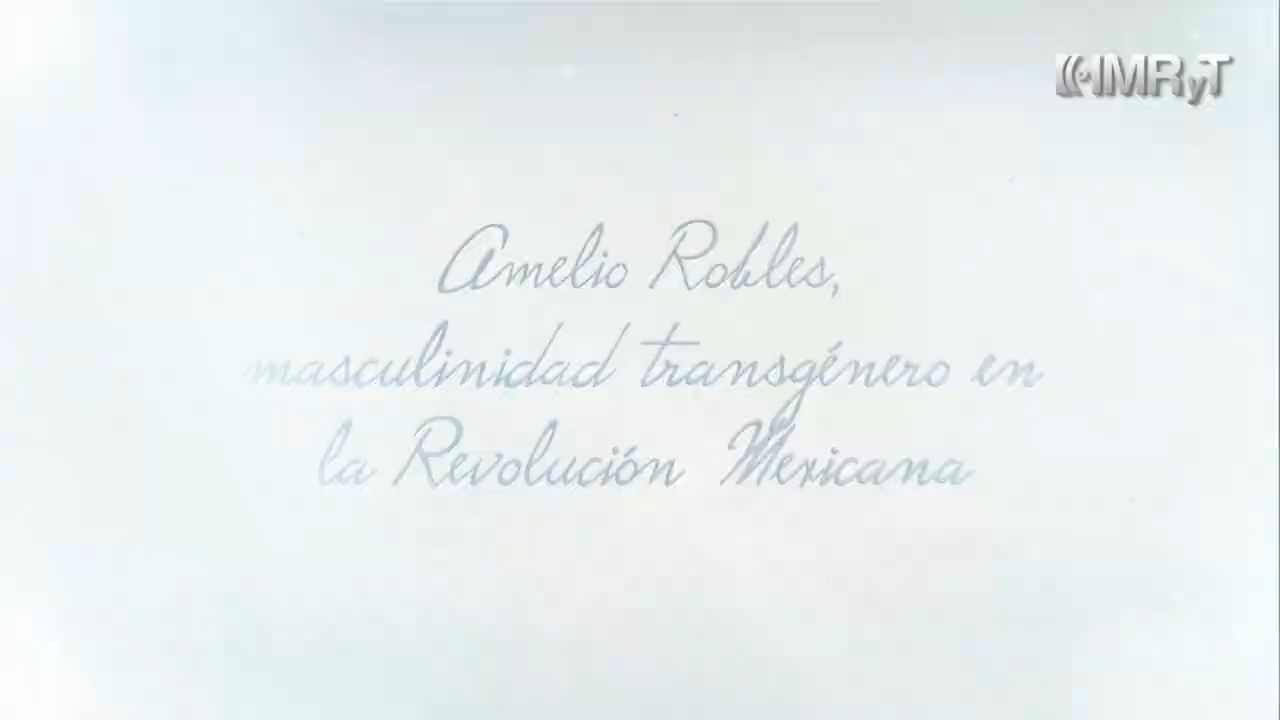 IMRyT
Amelio Robles,
masculinidad transgénero en
la Revolución Mexicana